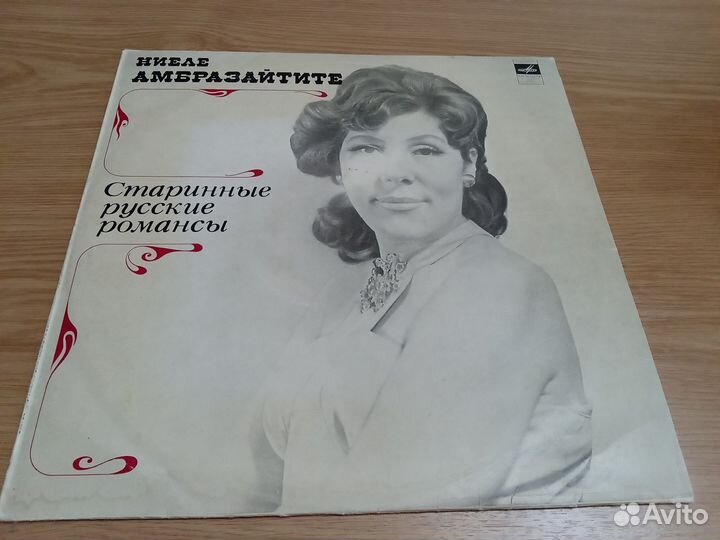 НИЕЛЕ
АМБРАЗАЙТИТЕ
Старинные
русские
романсы
Avito